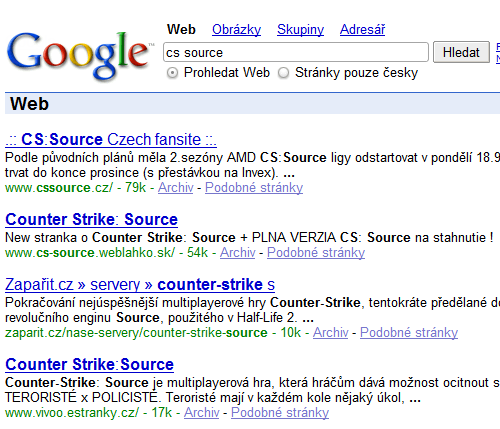 Web Obrázky Skupiny Adresář
Google™ cs source Hledat
Prohledat Web Stránky pouze česky
Web
.:: CS:Source Czech fansite ::.
Podle původních plánů měla 2.sezóny AMD CS:Source ligy odstartovat v pondělí 18.9
trvat do konce prosince (s přestávkou na Invex). ...
www.cssource.cz/ - 79k - Archiv - Podobné stránky
Counter Strike: Source
New stranka o Counter Strike: Source + PLNA VERZIA CS: Source na stahnutie !
www.cs-source.weblahko.sk/ - 54k - Archiv - Podobné stránky
Zapařit.cz » servery » counter-strike s
Pokračování nejúspěšnější multiplayerové hry Counter-Strike, tentokráte předělané do
revolučního enginu Source, použitého v Half-Life 2. ...
zaparit.cz/nase-servery/counter-strike-source - 10k - Archiv - Podobné stránky
Counter Strike:Source
Counter-Strike: Source je multiplayerová hra, která hráčům dává možnost ocitnout s
TERORISTÉ x POLICISTÉ. Teroristé mají v každém kole nějaký úkol, ...
www.vivoo.estranky.cz/ - 17k - Archiv - Podobné stránky